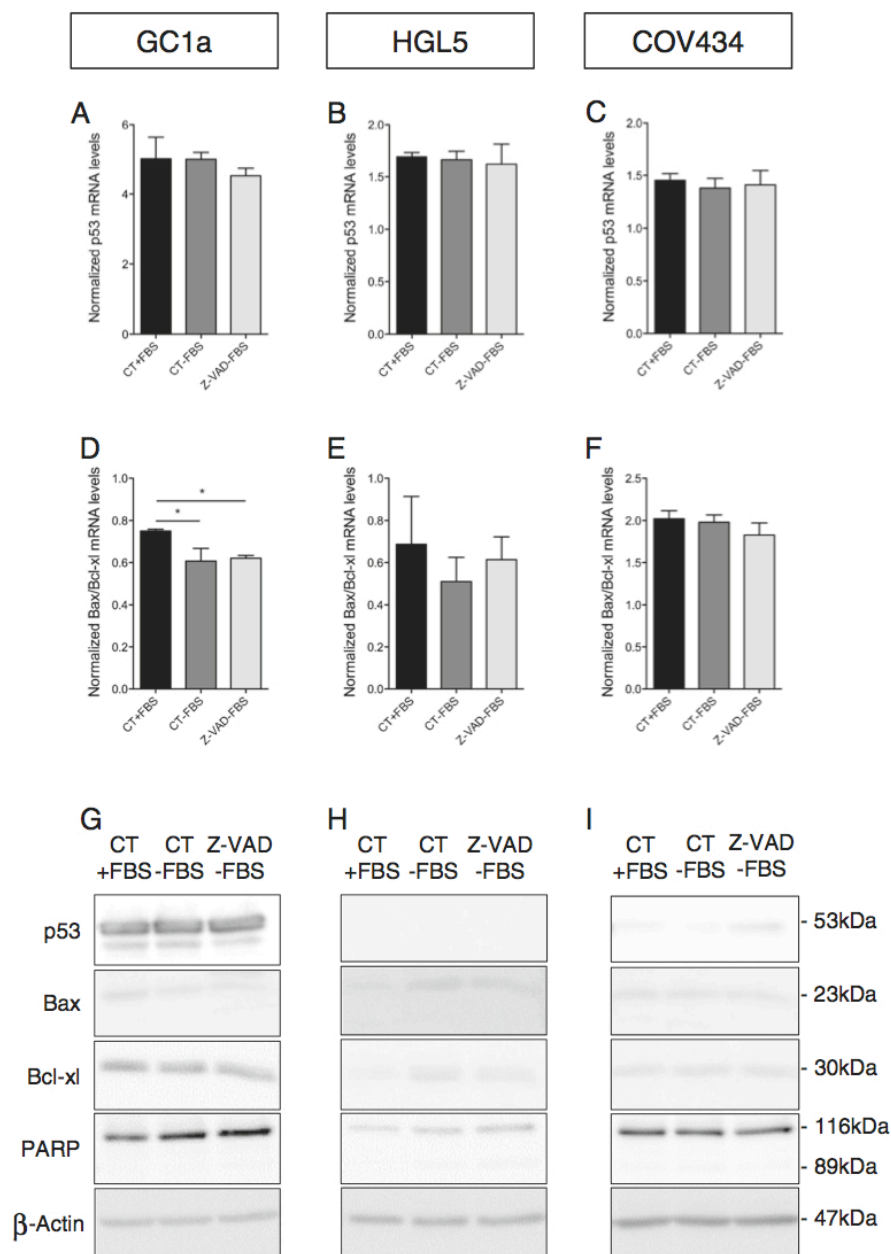 GC1a HGL5 COV434
A B C
Normalized p53 mRNA levels
6
4
2
0
CT+FBS
CT-FBS
Z-VAD-FBS
Normalized p53 mRNA levels
2.0
1.5
1.0
0.5
0.0
CT+FBS
CT-FBS
Z-VAD-FBS
Normalized p53 mRNA levels
2.0
1.5
1.0
0.5
0.0
CT+FBS
CT-FBS
Z-VAD-FBS
D E F
Normalized Bax/Bcl-xl mRNA levels
1.0
0.8
0.6
0.4
0.2
0.0
*
*
CT+FBS
CT-FBS
Z-VAD-FBS
Normalized Bax/Bcl-xl mRNA levels
1.0
0.8
0.6
0.4
0.2
0.0
CT+FBS
CT-FBS
Z-VAD-FBS
Normalized Bax/Bcl-xl mRNA levels
2.5
2.0
1.5
1.0
0.5
0.0
CT+FBS
CT-FBS
Z-VAD-FBS
G H I
CT CT Z-VAD CT CT Z-VAD CT CT Z-VAD
+FBS -FBS -FBS +FBS -FBS -FBS +FBS -FBS -FBS
p53 - 53kDa
Bax - 23kDa
Bcl-xl - 30kDa
PARP - 116kDa
- 89kDa
β-Actin - 47kDa